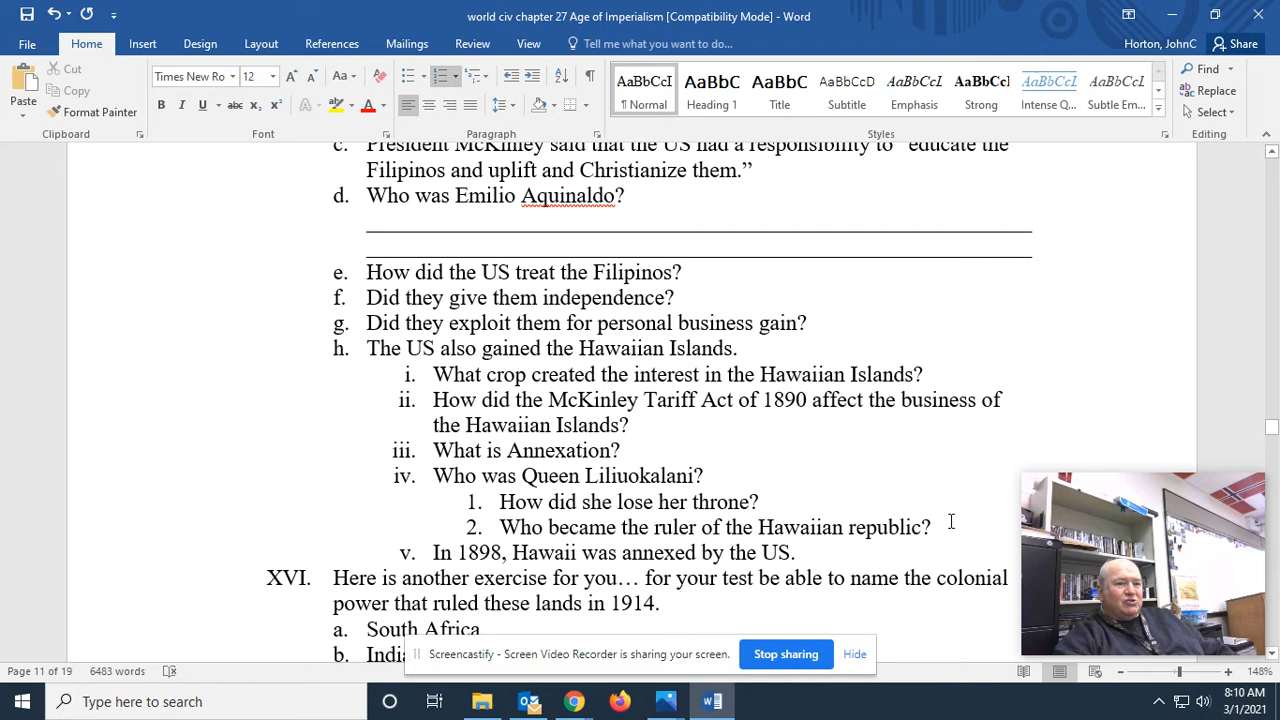 world civ chapter 27 Age of Imperialism [Compatibility Mode] - Word
File Home Insert Design Layout References Mailings Review View Tell me what you want to do... Horton, JohnC Share
Paste Cut Copy Format Painter
Times New Ro 12 Aa
AaBbCcI AaBbC AaBbC AaBbCcD AaBbCcI AaBbCcI AaBbCcI AaBbCcI
¶ Normal Heading 1 Title Subtitle Emphasis Strong Intense Q... Subtle Em...
Find Replace Select
Clipboard Font Paragraph Styles Editing
c. President McKinley said that the US had a responsibility to “educate the
Filipinos and uplift and Christianize them.”
d. Who was Emilio Aquinaldo?
e. How did the US treat the Filipinos?
f. Did they give them independence?
g. Did they exploit them for personal business gain?
h. The US also gained the Hawaiian Islands.
i. What crop created the interest in the Hawaiian Islands?
ii. How did the McKinley Tariff Act of 1890 affect the business of
the Hawaiian Islands?
iii. What is Annexation?
iv. Who was Queen Liliuokalani?
1. How did she lose her throne?
2. Who became the ruler of the Hawaiian republic?
v. In 1898, Hawaii was annexed by the US.
XVI. Here is another exercise for you… for your test be able to name the colonial
power that ruled these lands in 1914.
a. South Africa
b. Indi
Screencastify - Screen Video Recorder is sharing your screen. Stop sharing Hide
Page 11 of 19 6483 words 148%
Type here to search
8:10 AM
3/1/2021